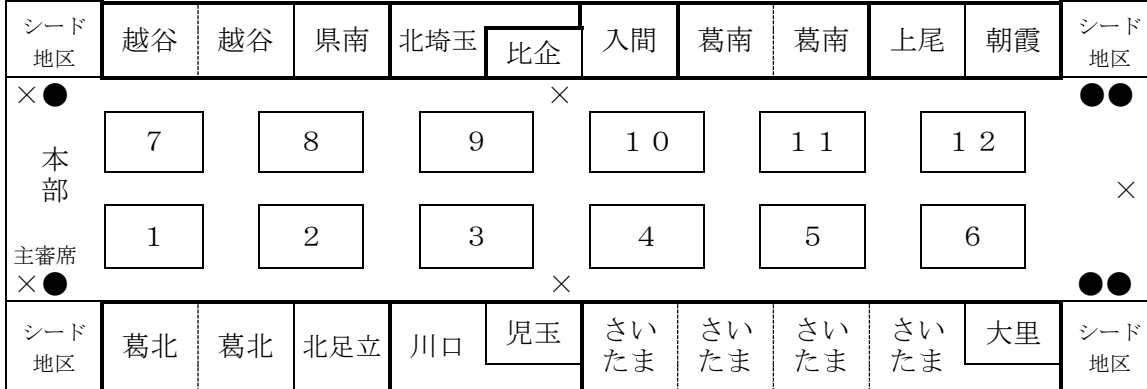 シード
地区
越谷 越谷 県南 北埼玉 比企 入間 葛南 葛南 上尾 朝霞
シード
地区
×● × ●●
7 8 9 10 11 12
本部
×
1 2 3 4 5 6
主審席
×● × ●●
シード
地区
葛北 葛北 北足立 川口 児玉 さいたま さいたま さいたま さいたま 大里
シード
地区